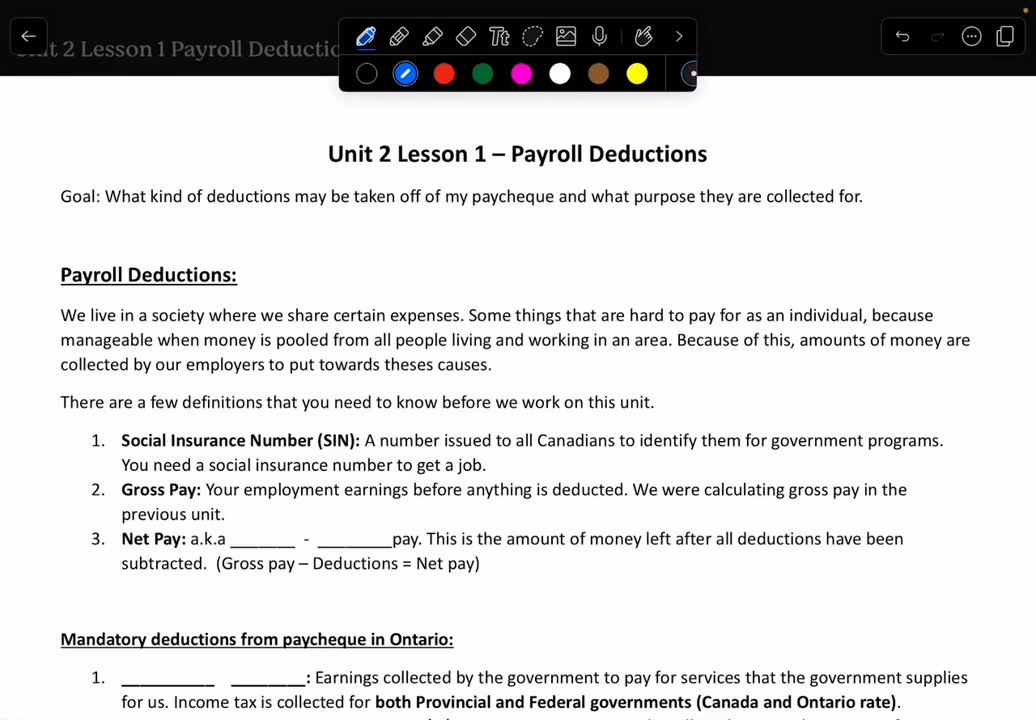 Unit 2 Lesson 1 Payroll Deductio
Tt
Unit 2 Lesson 1 – Payroll Deductions
Goal: What kind of deductions may be taken off of my paycheque and what purpose they are collected for.
Payroll Deductions:
We live in a society where we share certain expenses. Some things that are hard to pay for as an individual, because
manageable when money is pooled from all people living and working in an area. Because of this, amounts of money are
collected by our employers to put towards theses causes.
There are a few definitions that you need to know before we work on this unit.
1. Social Insurance Number (SIN): A number issued to all Canadians to identify them for government programs.
You need a social insurance number to get a job.
2. Gross Pay: Your employment earnings before anything is deducted. We were calculating gross pay in the
previous unit.
3. Net Pay: a.k.a _______ - ________pay. This is the amount of money left after all deductions have been
subtracted. (Gross pay – Deductions = Net pay)
Mandatory deductions from paycheque in Ontario:
1. __________ ________: Earnings collected by the government to pay for services that the government supplies
for us. Income tax is collected for both Provincial and Federal governments (Canada and Ontario rate).